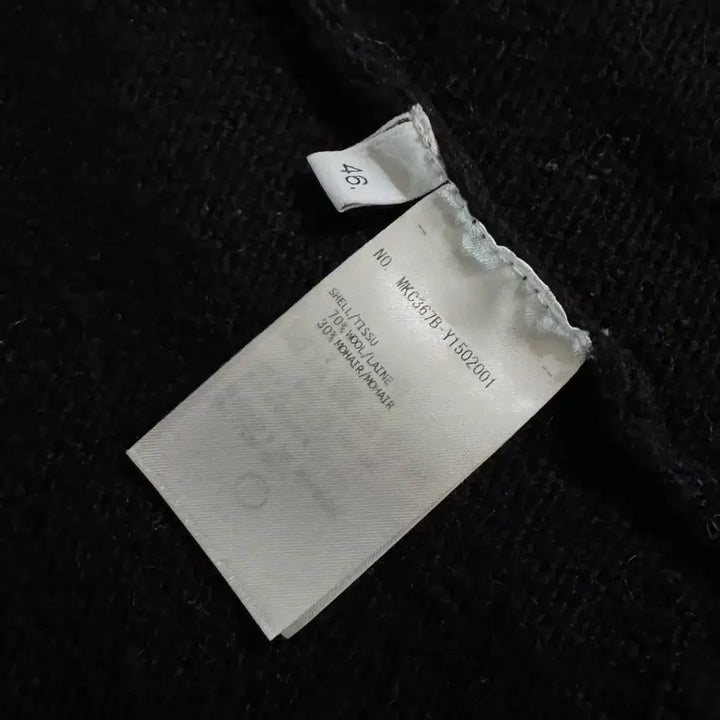 46.
NO. MKC367B-Y1502001
SHELL/TISSU
70% WOOL/LAINE
30% MOHAIR/MOHAIR